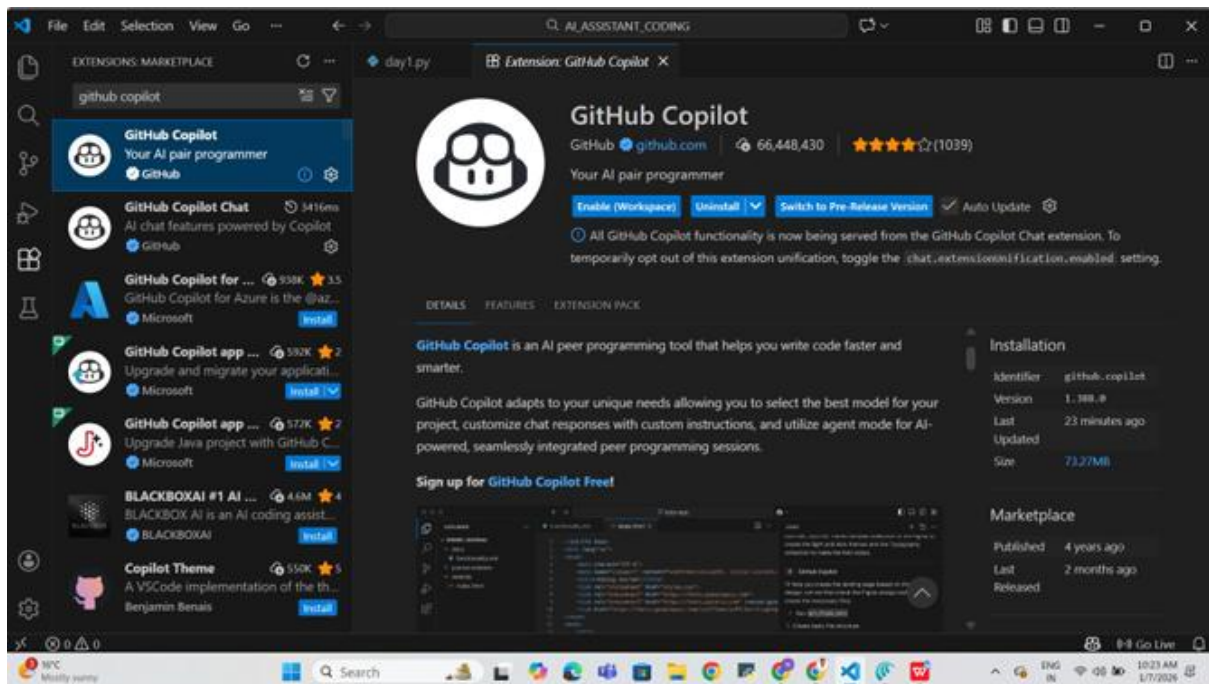 File Edit Selection View Go ...
AI_ASSISTANT_CODING
EXTENSIONS: MARKETPLACE
github copilot
GitHub Copilot
Your AI pair programmer
GitHub
GitHub Copilot Chat 3416ms
AI chat features powered by Copilot
GitHub
GitHub Copilot for ... 938K 3.5
GitHub Copilot for Azure is the @az...
Microsoft Install
GitHub Copilot app ... 592K 2
Upgrade and migrate your applicati...
Microsoft Install
GitHub Copilot app ... 572K 2
Upgrade Java project with GitHub C...
Microsoft Install
BLACKBOXAI #1 AI ... 4.6M 4
BLACKBOX AI is an AI coding assist...
BLACKBOXAI Install
Copilot Theme 550K 5
A VSCode implementation of the th...
Benjamin Benais Install
day1.py Extension: GitHub Copilot
GitHub Copilot
GitHub github.com 66,448,430 (1039)
Your AI pair programmer
Enable (Workspace) Uninstall Switch to Pre-Release Version Auto Update
All GitHub Copilot functionality is now being served from the GitHub Copilot Chat extension. To
temporarily opt out of this extension unification, toggle the chat.extensionUnification.enabled setting.
DETAILS FEATURES EXTENSION PACK
GitHub Copilot is an AI peer programming tool that helps you write code faster and
smarter.
GitHub Copilot adapts to your unique needs allowing you to select the best model for your
project, customize chat responses with custom instructions, and utilize agent mode for AI-
powered, seamlessly integrated peer programming sessions.
Sign up for GitHub Copilot Free!
Installation
Identifier github.copilot
Version 1.388.0
Last 23 minutes ago
Updated
Size 73.27MB
Marketplace
Published 4 years ago
Last 2 months ago
Released
0 0 Go Live
16°C
Mostly sunny
Search
ENG
IN
10:23 AM
1/7/2026